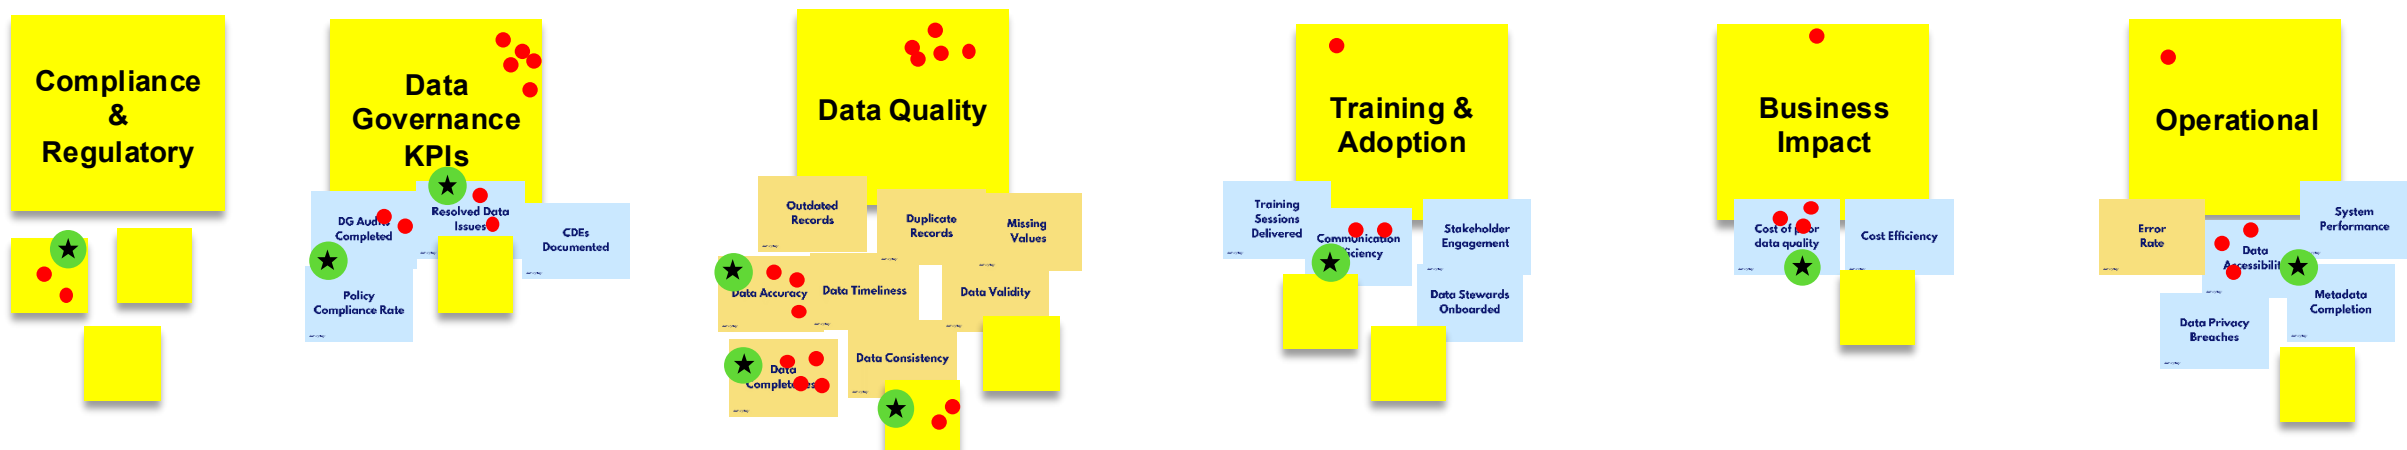 Compliance
&
Regulatory
Data
Governance
KPIs
DG Audits
Completed
Resolved Data
Issues
CDEs
Documented
Policy
Compliance Rate
Data Quality
Outdated
Records
Duplicate
Records
Missing
Values
Data Accuracy
Data Timeliness
Data Validity
Data
Data Consistency
Training &
Adoption
Training
Sessions
Delivered
Communication
Stakeholder
Engagement
Data Stewards
Onboarded
Business
Impact
Cost of poor
data quality
Cost Efficiency
Operational
Error
Rate
Data
Accessibility
System
Performance
Metadata
Completion
Data Privacy
Breaches